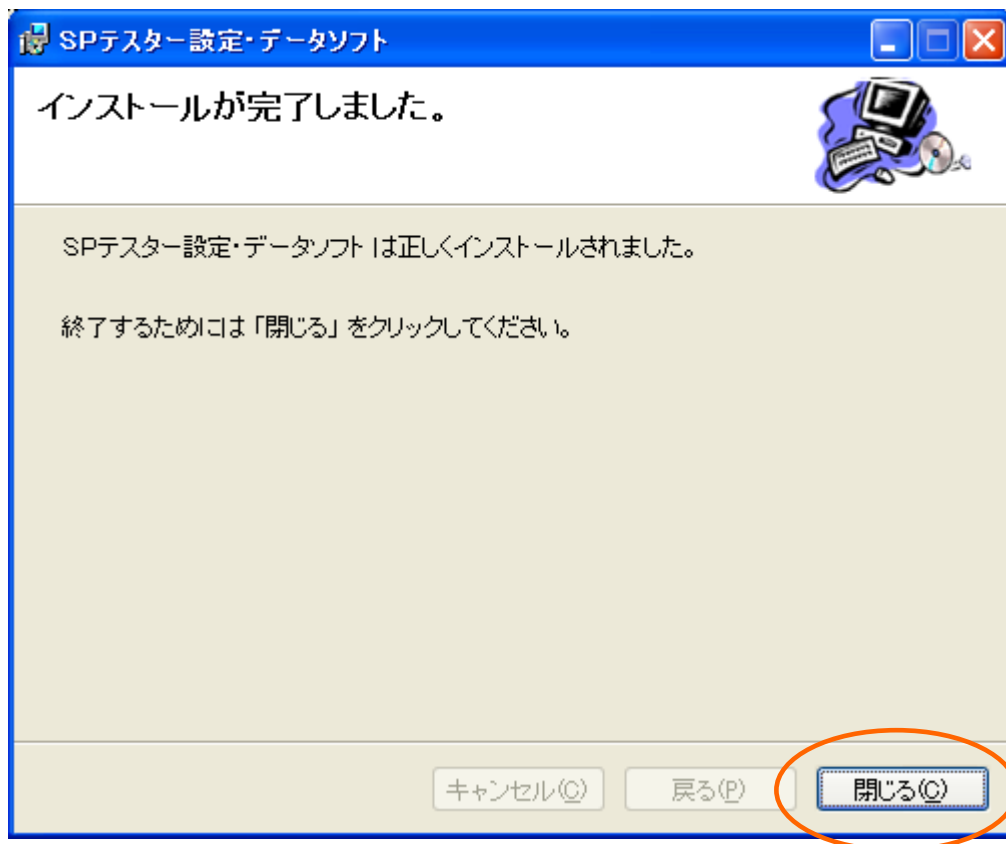 SPテスター設定・データソフト
インストールが完了しました。
SPテスター設定・データソフト は正しくインストールされました。
終了するためには 「閉じる」 をクリックしてください。
キャンセル(C) 戻る(P) 閉じる(C)